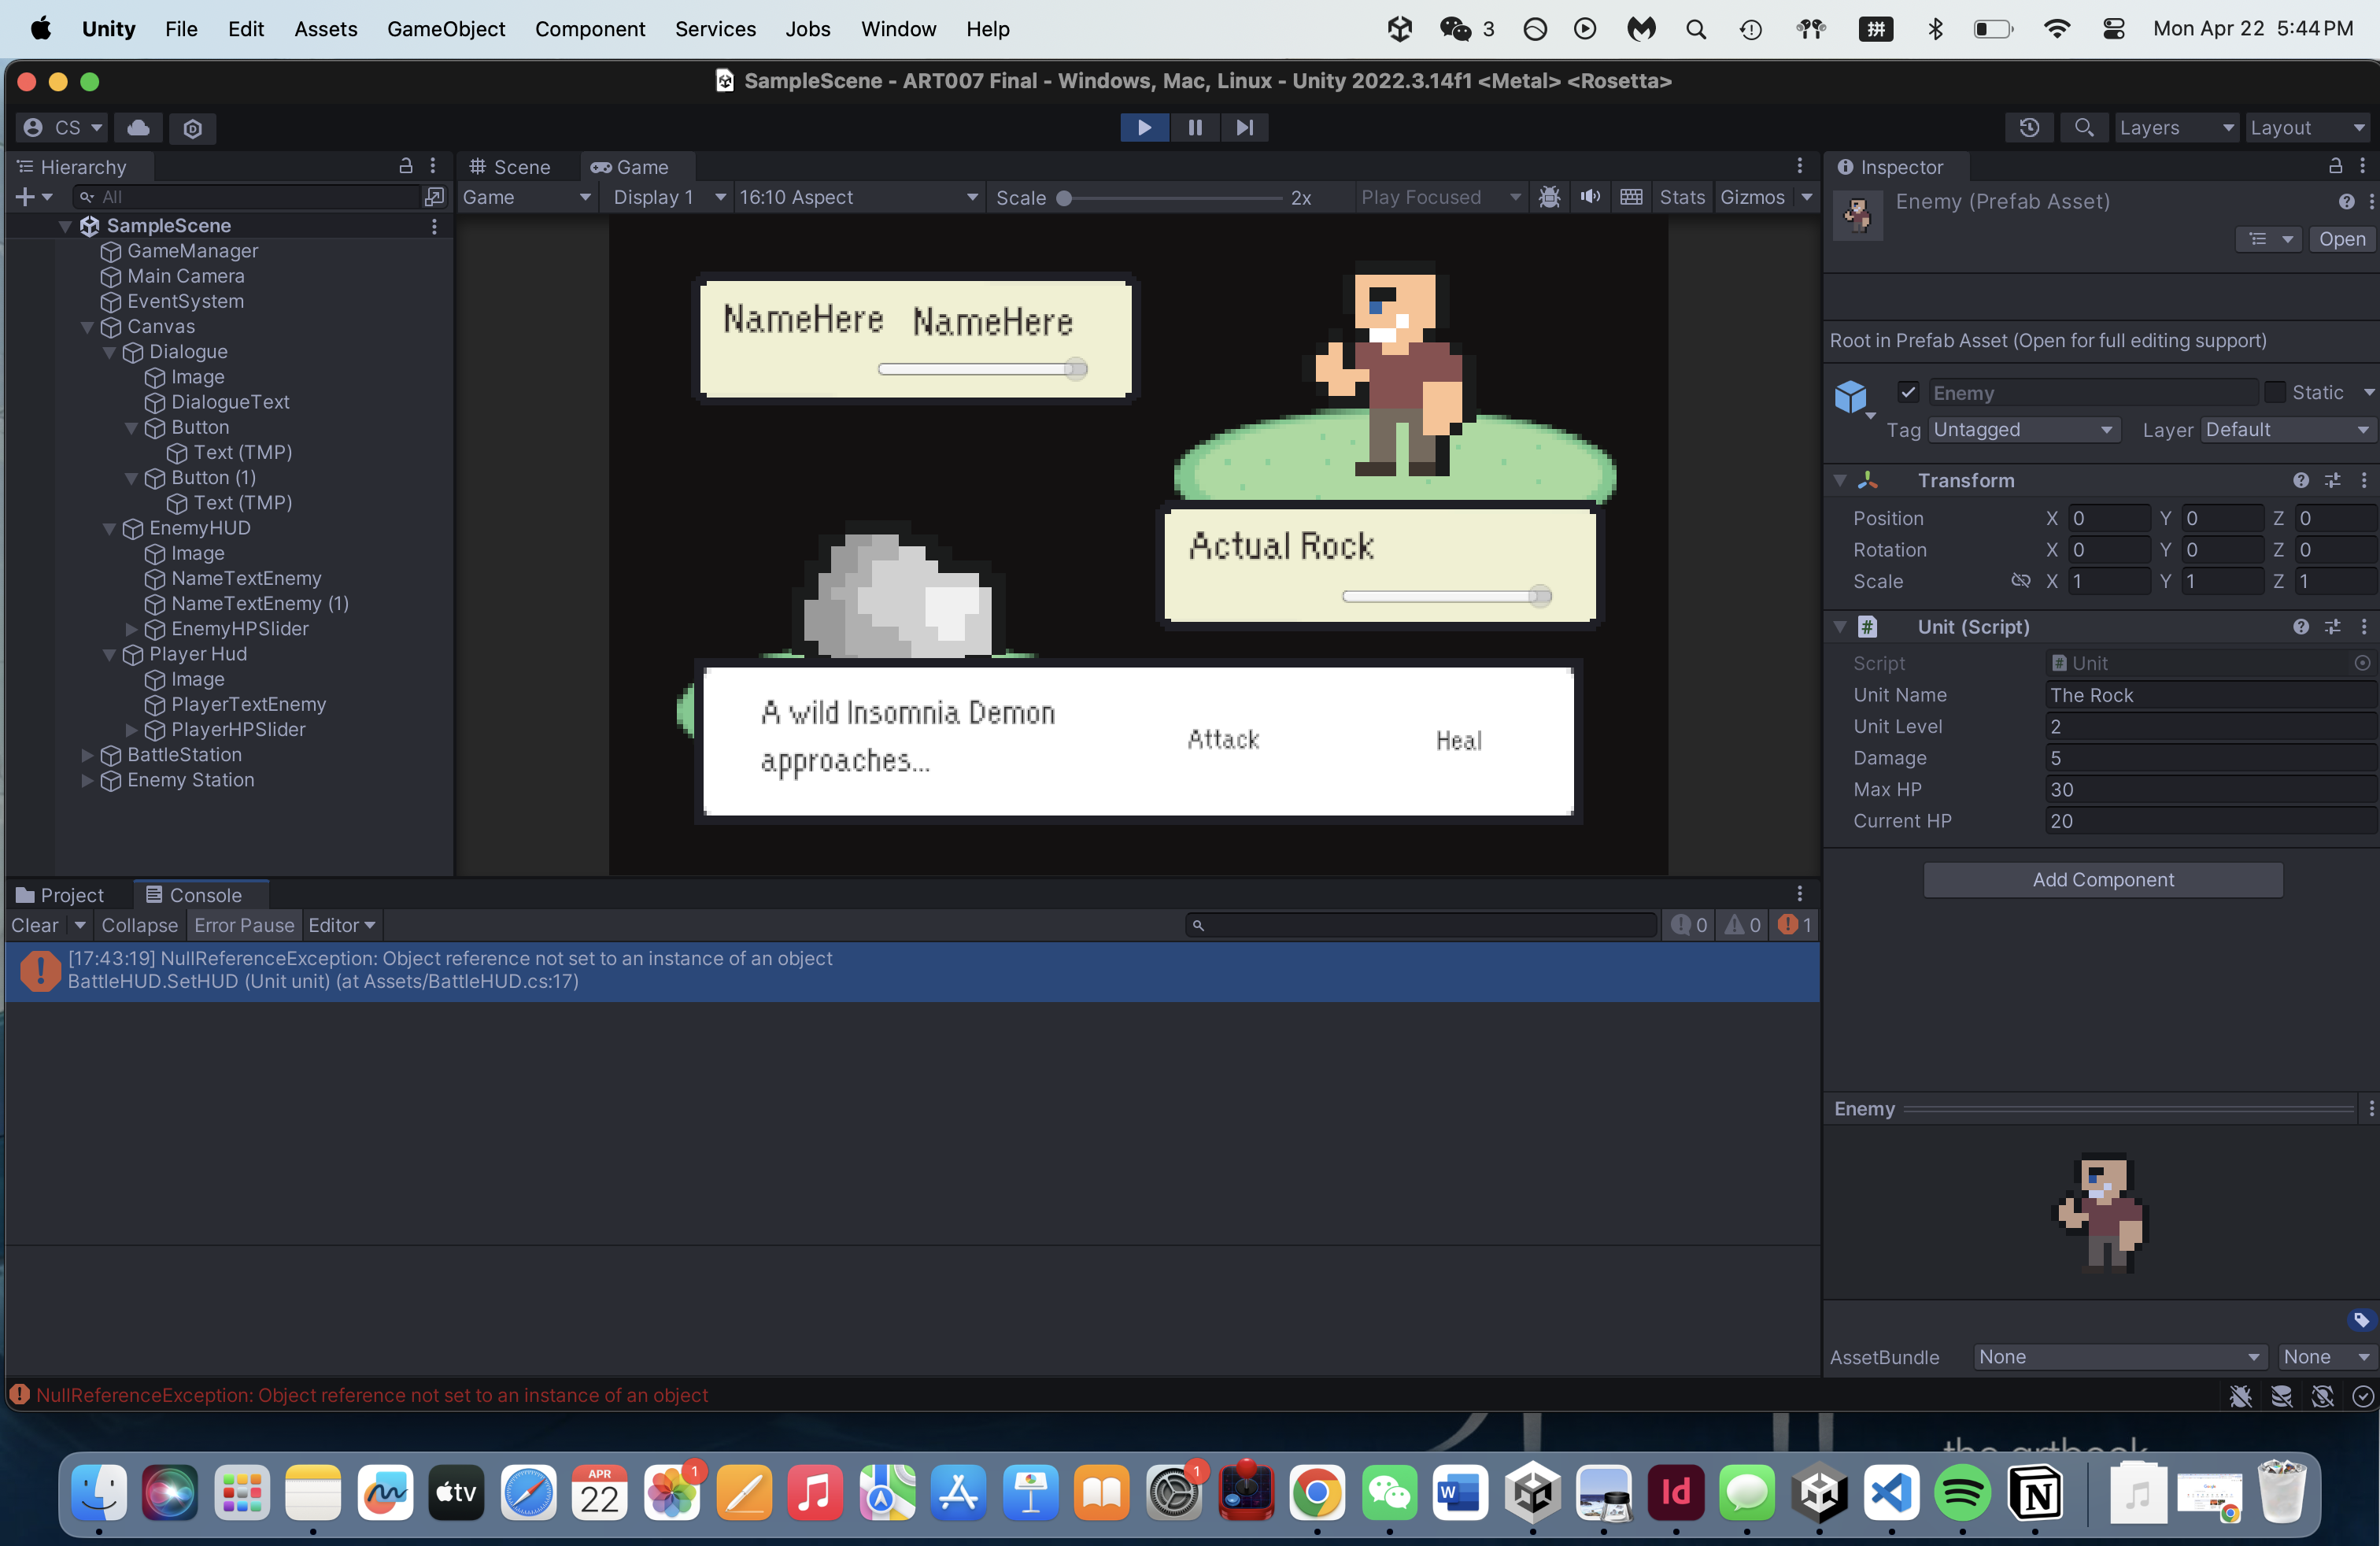 Unity File Edit Assets GameObject Component Services Jobs Window Help 3 拼 Mon Apr 22 5:44 PM
SampleScene - ART007 Final - Windows, Mac, Linux - Unity 2022.3.14f1 <Metal> <Rosetta>
CS Layers Layout
Hierarchy
All
SampleScene
GameManager
Main Camera
EventSystem
Canvas
Dialogue
Image
DialogueText
Button
Text (TMP)
Button (1)
Text (TMP)
EnemyHUD
Image
NameTextEnemy
NameTextEnemy (1)
EnemyHPSlider
Player Hud
Image
PlayerTextEnemy
PlayerHPSlider
BattleStation
Enemy Station
Scene Game
Game Display 1 16:10 Aspect Scale 2x Play Focused Stats Gizmos
NameHere NameHere
Actual Rock
A wild Insomnia Demon
approaches...
Attack Heal
Inspector
Enemy (Prefab Asset)
Open
Root in Prefab Asset (Open for full editing support)
Enemy Static
Tag Untagged Layer Default
Transform
Position X 0 Y 0 Z 0
Rotation X 0 Y 0 Z 0
Scale X 1 Y 1 Z 1
Unit (Script)
Script Unit
Unit Name The Rock
Unit Level 2
Damage 5
Max HP 30
Current HP 20
Add Component
Project Console
Clear Collapse Error Pause Editor 0 0 1
[17:43:19] NullReferenceException: Object reference not set to an instance of an object
BattleHUD.SetHUD (Unit unit) (at Assets/BattleHUD.cs:17)
Enemy
AssetBundle None None
NullReferenceException: Object reference not set to an instance of an object
the artbook
tv
APR
22
1
1
W
Id